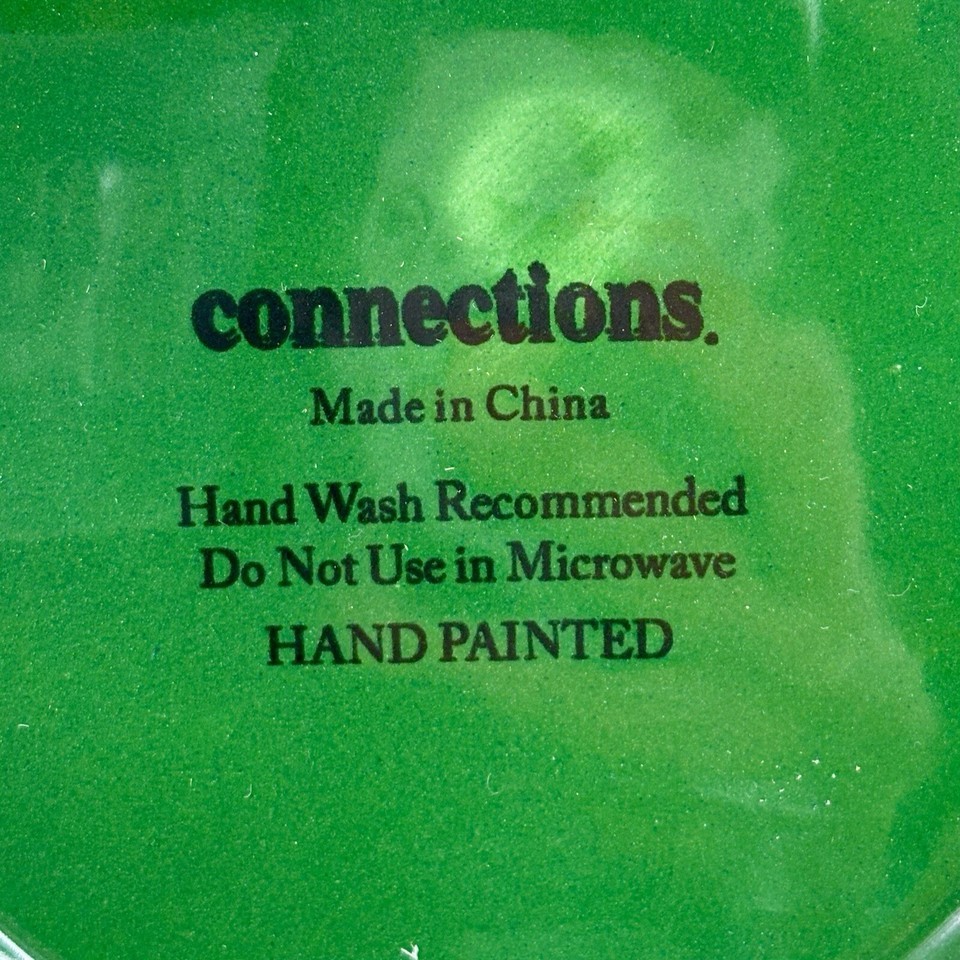 connections.
Made in China
Hand Wash Recommended
Do Not Use in Microwave
HAND PAINTED